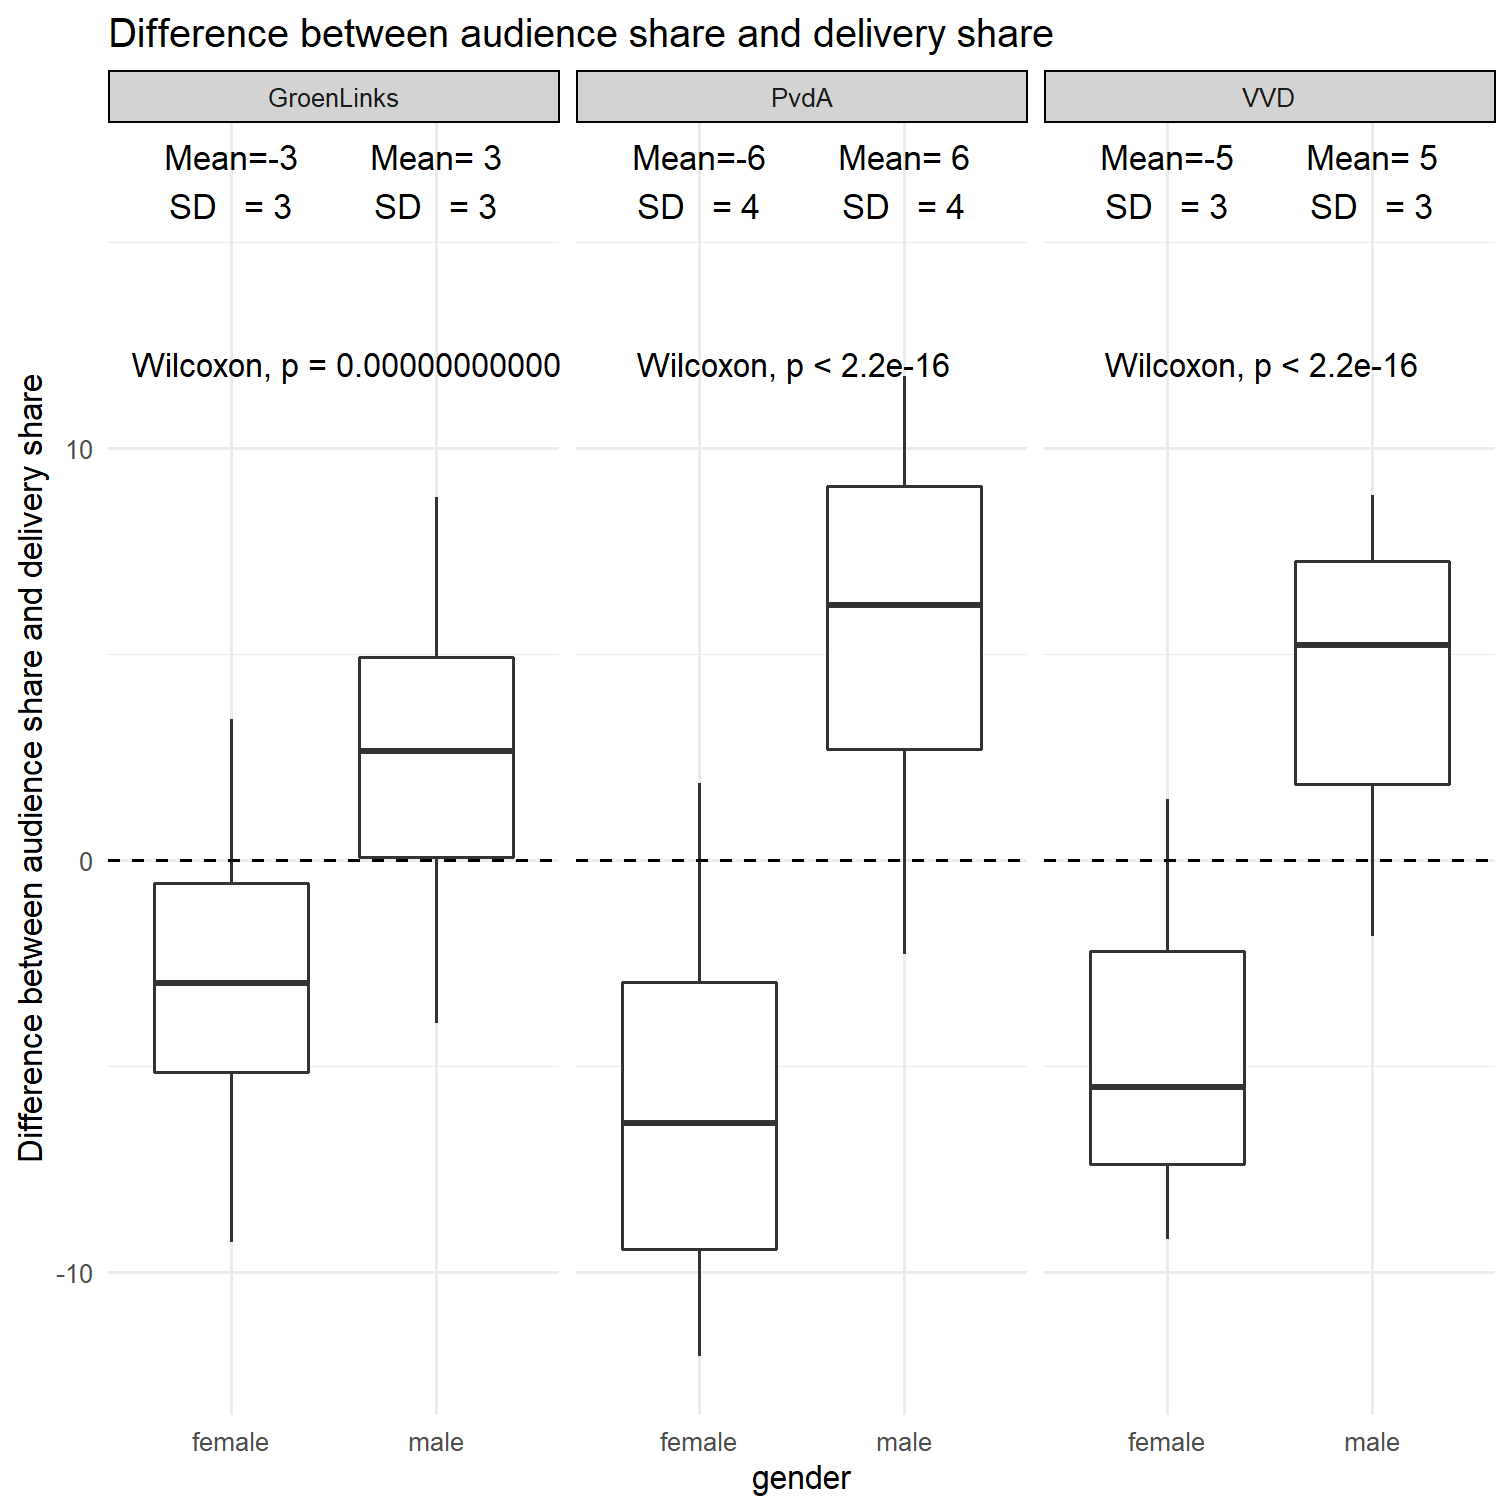 Difference between audience share and delivery share
GroenLinks
PvdA
VVD
Mean=-3
Mean= 3
Mean=-6
Mean= 6
Mean=-5
Mean= 5
SD = 3
SD = 3
SD = 4
SD = 4
SD = 3
SD = 3
Wilcoxon, p = 0.00000000000
Wilcoxon, p < 2.2e-16
Wilcoxon, p < 2.2e-16
Difference between audience share and delivery share
10
0
-10
female
male
female
male
female
male
gender